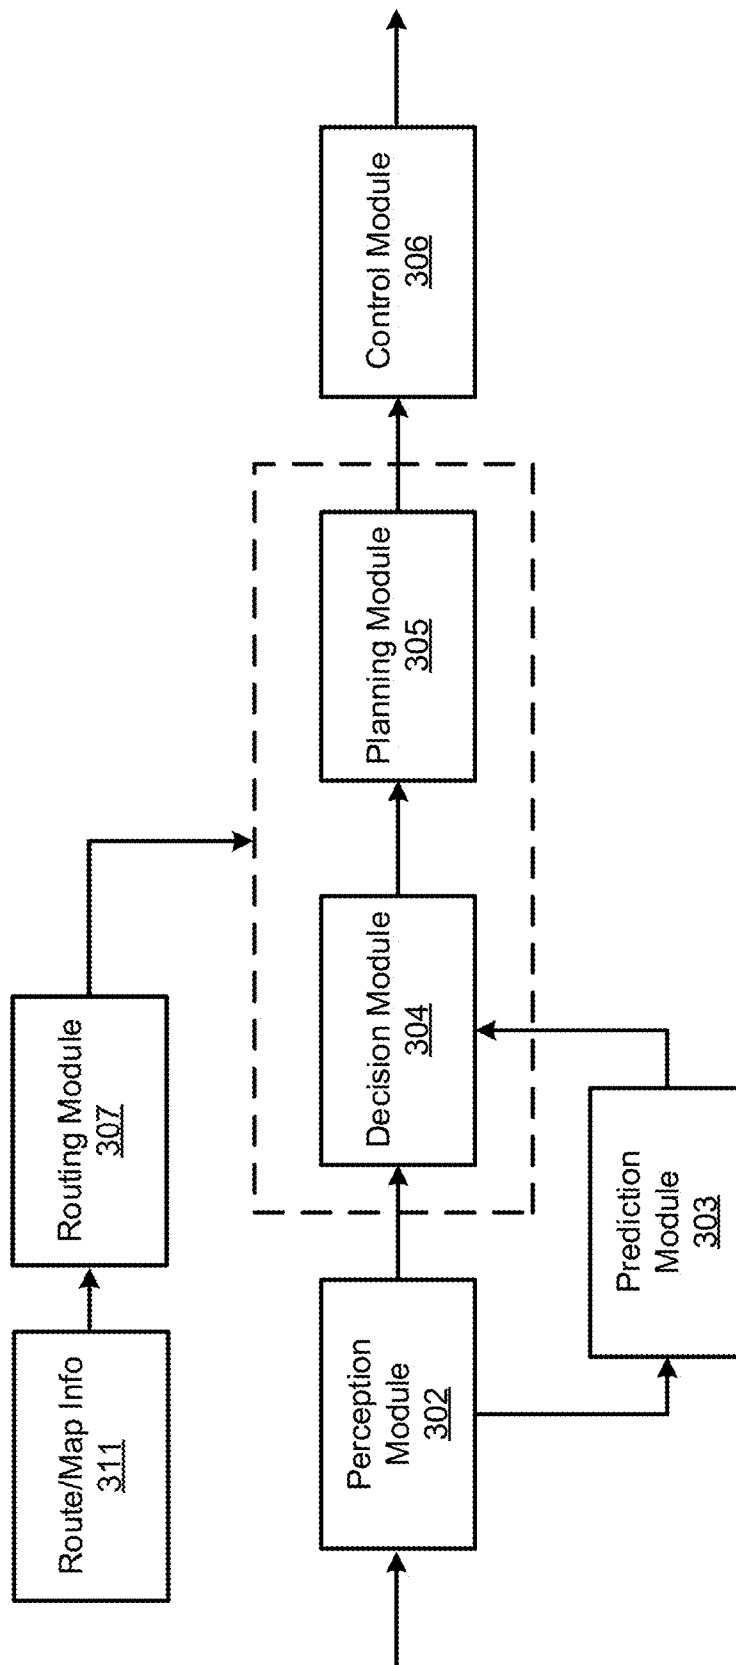 Route/Map Info
311
Routing Module
307
Perception
Module
302
Decision Module
304
Planning Module
305
Control Module
306
Prediction
Module
303